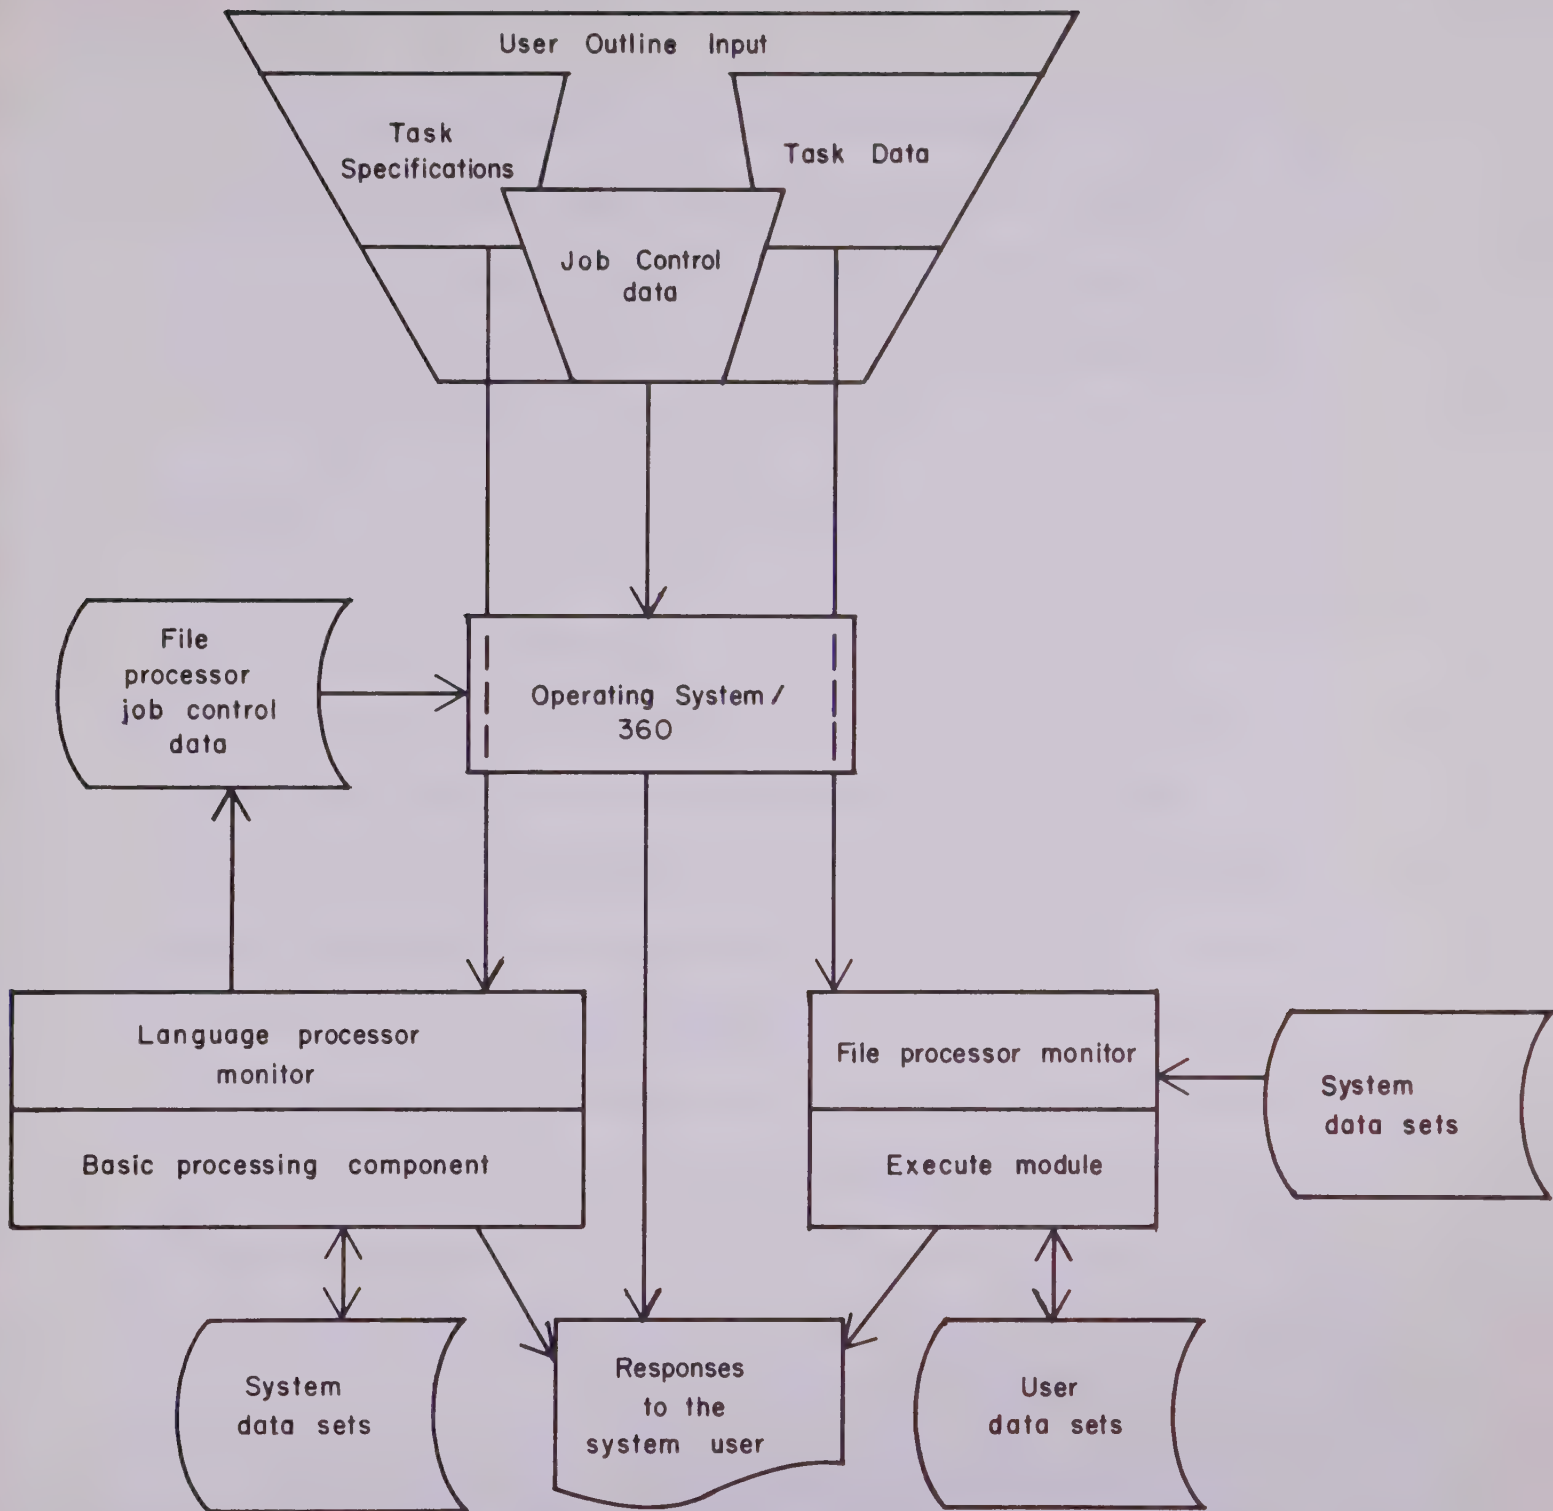 User Outline Input
Task
Specifications
Task Data
Job Control
data
File
processor
job control
data
Operating System/
360
Language processor
monitor
Basic processing component
File processor monitor
Execute module
System
data sets
System
data sets
Responses
to the
system user
User
data sets